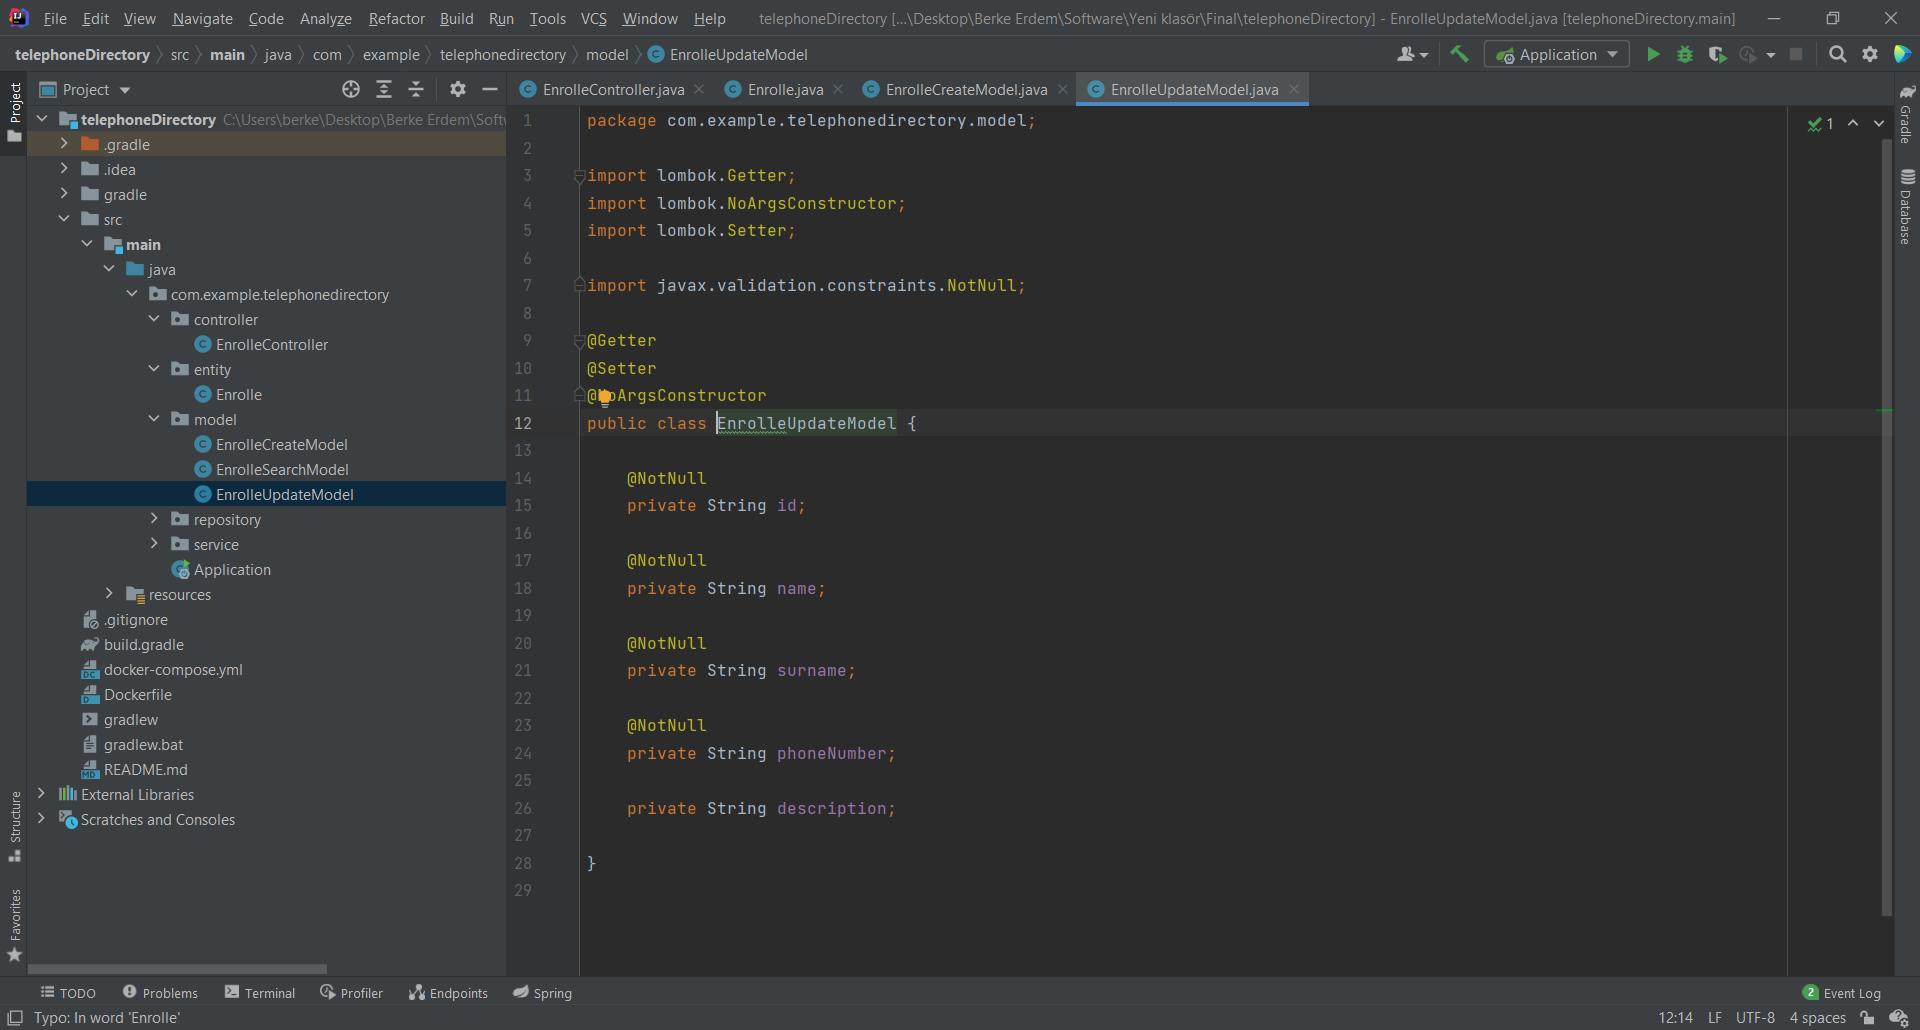 File Edit View Navigate Code Analyze Refactor Build Run Tools VCS Window Help telephoneDirectory [...\Desktop\Berke Erdem\Software\Yeni klasör\Final\telephoneDirectory] - EnrolleUpdateModel.java [telephoneDirectory.main]
telephoneDirectory src main java com example telephonedirectory model EnrolleUpdateModel Application
Project
EnrolleController.java Enrolle.java EnrolleCreateModel.java EnrolleUpdateModel.java
Project
Structure
Favorites
telephoneDirectory C:\Users\berke\Desktop\Berke Erdem\Softw
.gradle
.idea
gradle
src
main
java
com.example.telephonedirectory
controller
EnrolleController
entity
Enrolle
model
EnrolleCreateModel
EnrolleSearchModel
EnrolleUpdateModel
repository
service
Application
resources
.gitignore
build.gradle
docker-compose.yml
Dockerfile
gradlew
gradlew.bat
README.md
External Libraries
Scratches and Consoles
1 package com.example.telephonedirectory.model;
2
3 import lombok.Getter;
4 import lombok.NoArgsConstructor;
5 import lombok.Setter;
6
7 import javax.validation.constraints.NotNull;
8
9 @Getter
10 @Setter
11 @NoArgsConstructor
12 public class EnrolleUpdateModel {
13
14 @NotNull
15 private String id;
16
17 @NotNull
18 private String name;
19
20 @NotNull
21 private String surname;
22
23 @NotNull
24 private String phoneNumber;
25
26 private String description;
27
28 }
29
1
Gradle
Database
TODO Problems Terminal Profiler Endpoints Spring 2 Event Log
Typo: In word 'Enrolle' 12:14 LF UTF-8 4 spaces